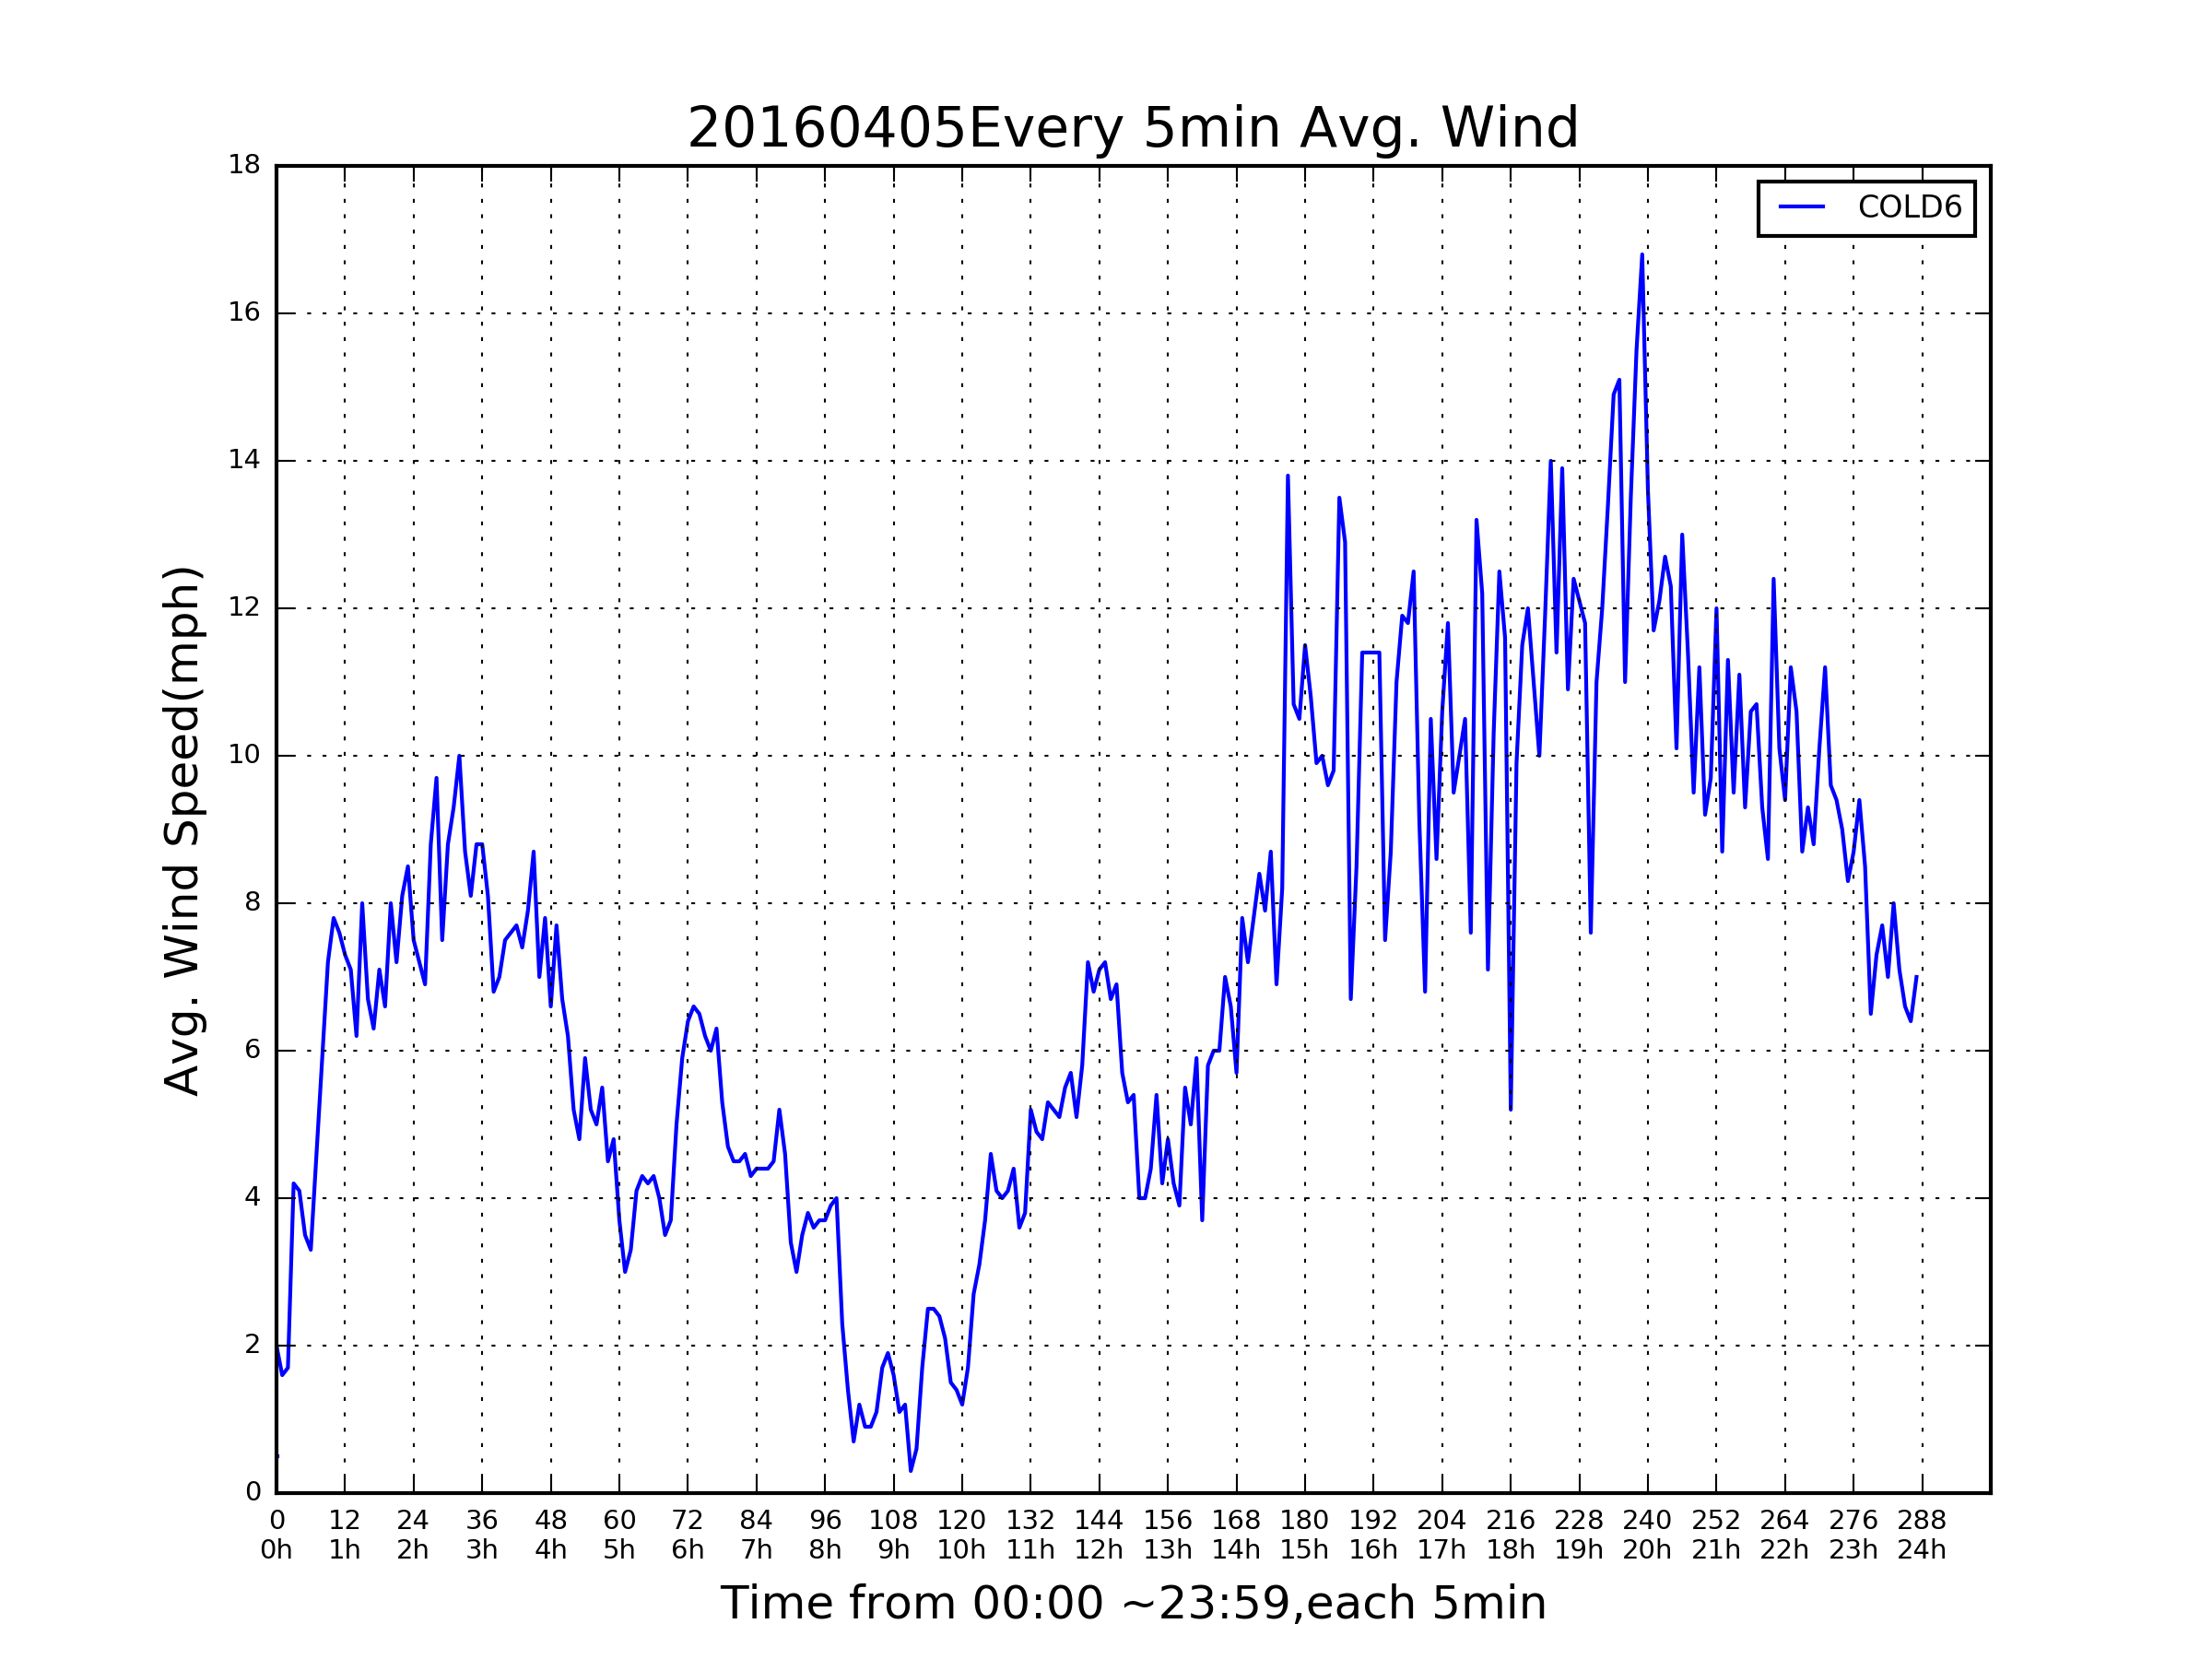 20160405Every 5min Avg. Wind
COLD6
Avg. Wind Speed(mph)
18
16
14
12
10
8
6
4
2
0
0 12 24 36 48 60 72 84 96 108 120 132 144 156 168 180 192 204 216 228 240 252 264 276 288
0h 1h 2h 3h 4h 5h 6h 7h 8h 9h 10h 11h 12h 13h 14h 15h 16h 17h 18h 19h 20h 21h 22h 23h 24h
Time from 00:00 ~23:59,each 5min